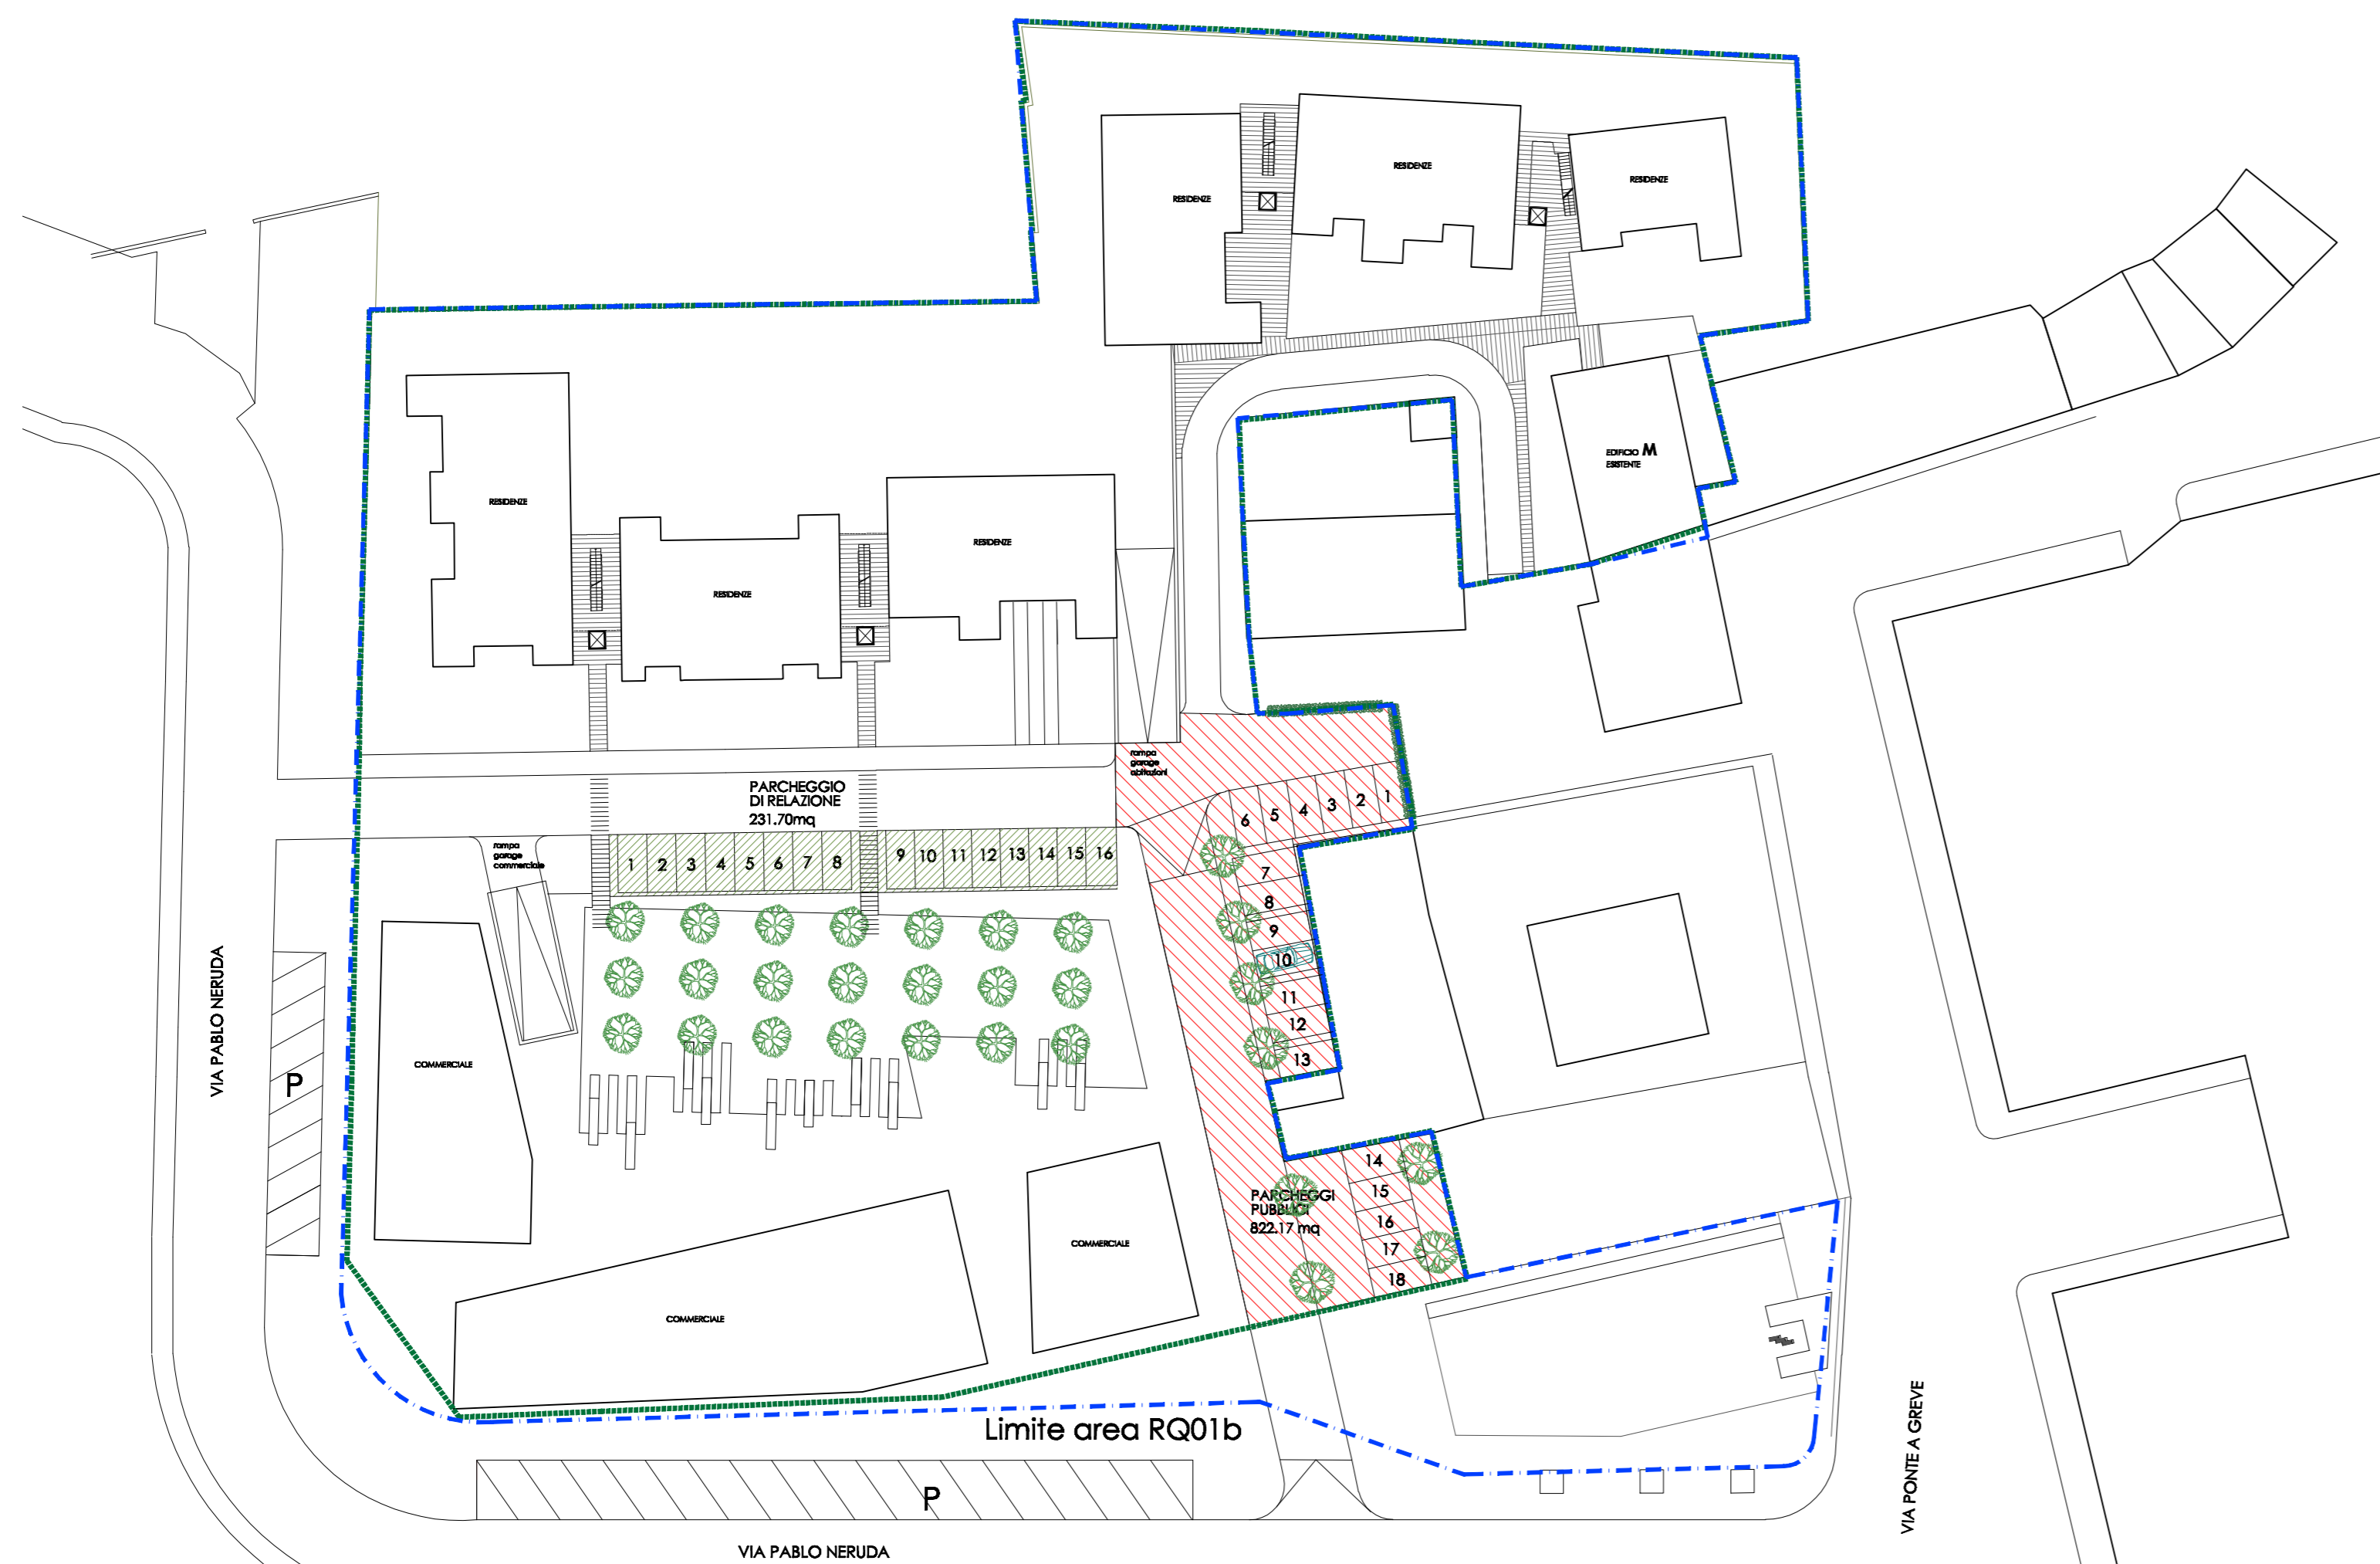 RESIDENZE
RESIDENZE
RESIDENZE
EDIFICIO M
ESISTENTE
RESIDENZE
RESIDENZE
RESIDENZE
rampa
garage
abitazioni
PARCHEGGIO
DI RELAZIONE
231.70mq
rampa
garage
commerciale
1 2 3 4 5 6 7 8 9 10 11 12 13 14 15 16
6 5 4 3 2 1
7
8
9
10
11
12
13
14
15
16
17
18
PARCHEGGI
PUBBLICI
822.17 mq
VIA PABLO NERUDA
P
COMMERCIALE
COMMERCIALE
COMMERCIALE
Limite area RQ01b
P
VIA PABLO NERUDA
VIA PONTE A GREVE